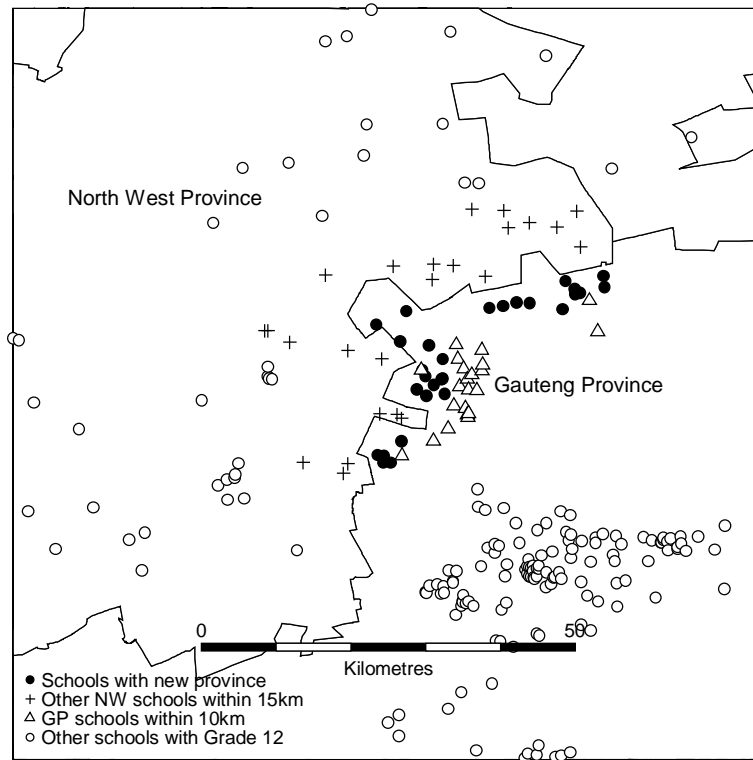 North West Province
Gauteng Province
0 50
Kilometres
Schools with new province
Other NW schools within 15km
GP schools within 10km
Other schools with Grade 12